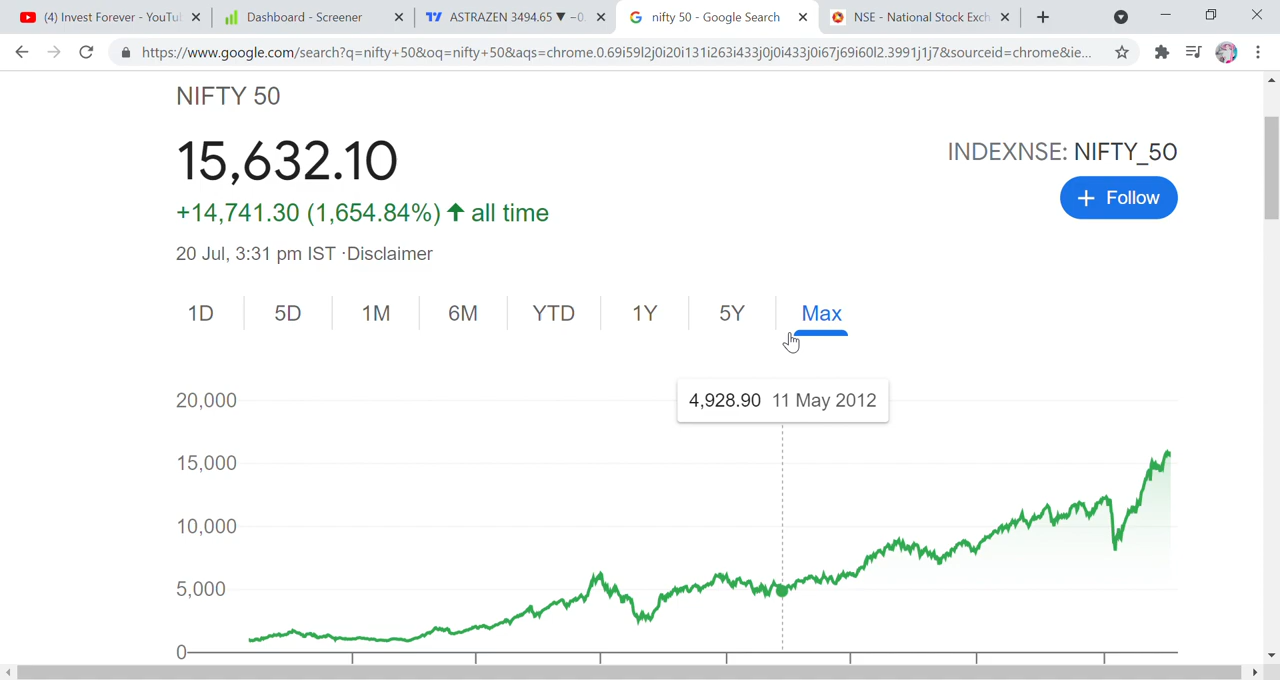 (4) Invest Forever - YouTu
Dashboard - Screener
ASTRAZEN 3494.65 ▼ −0.
nifty 50 - Google Search
NSE - National Stock Exch
https://www.google.com/search?q=nifty+50&oq=nifty+50&aqs=chrome.0.69i59l2j0i20i131i263i433j0j0i433j0i67j69i60l2.3991j1j7&sourceid=chrome&ie...
NIFTY 50
15,632.10
INDEXNSE: NIFTY_50
+ Follow
+14,741.30 (1,654.84%) ↑ all time
20 Jul, 3:31 pm IST ·Disclaimer
1D 5D 1M 6M YTD 1Y 5Y Max
4,928.90 11 May 2012
20,000
15,000
10,000
5,000
0